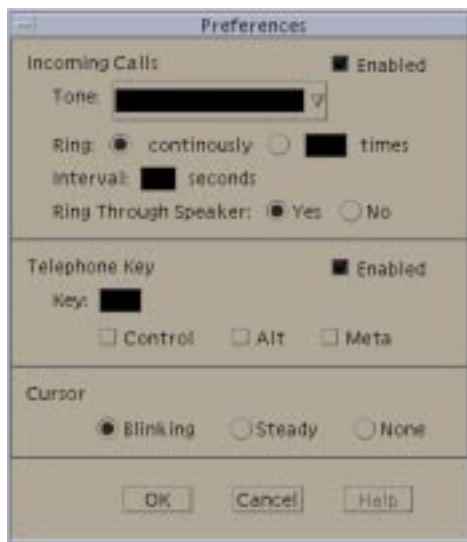 Preferences
Incoming Calls Enabled
Tone:
Ring: continously times
Interval: seconds
Ring Through Speaker: Yes No
Telephone Key Enabled
Key:
Control Alt Meta
Cursor
Blinking Steady None
OK Cancel Help